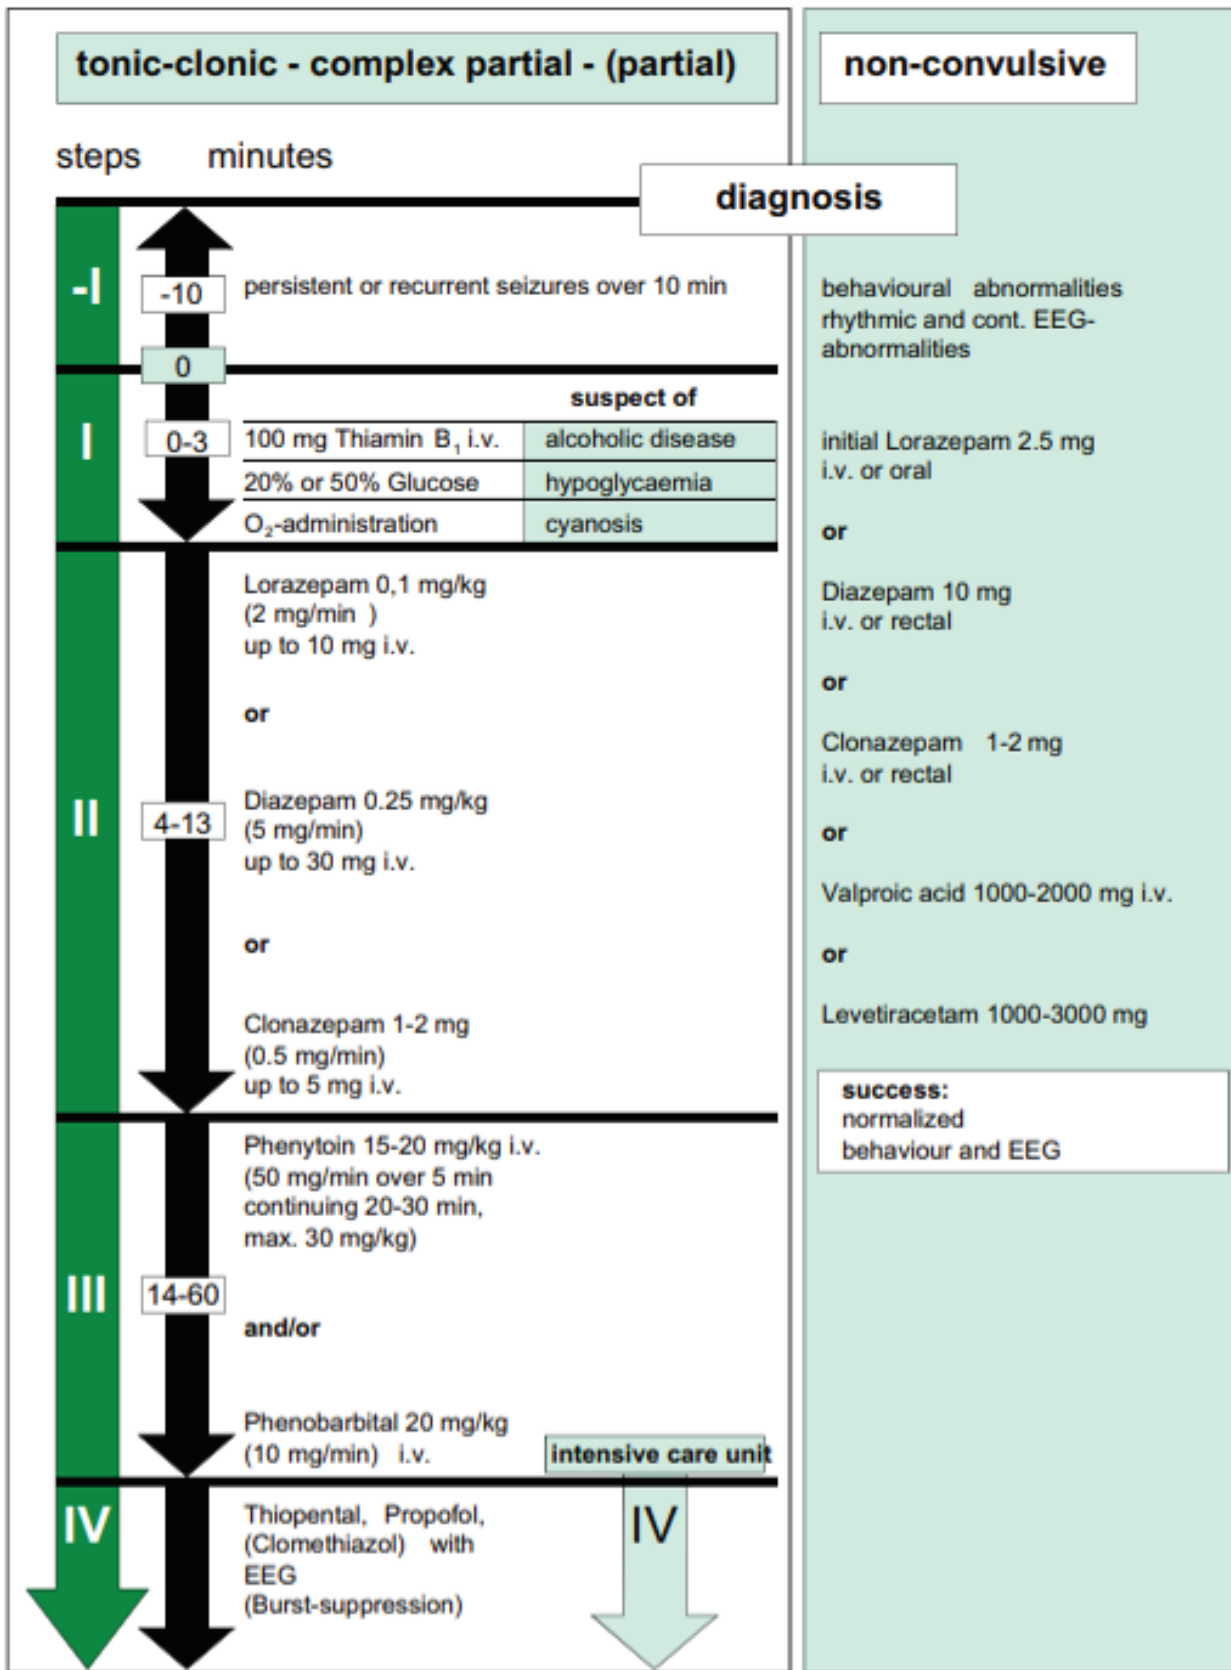 tonic-clonic - complex partial - (partial)
steps minutes
-I
-10
persistent or recurrent seizures over 10 min
0
I
suspect of
0-3
100 mg Thiamin B₁ i.v. alcoholic disease
20% or 50% Glucose hypoglycaemia
O₂-administration cyanosis
II
4-13
Lorazepam 0,1 mg/kg
(2 mg/min )
up to 10 mg i.v.
or
Diazepam 0.25 mg/kg
(5 mg/min)
up to 30 mg i.v.
or
Clonazepam 1-2 mg
(0.5 mg/min)
up to 5 mg i.v.
III
14-60
Phenytoin 15-20 mg/kg i.v.
(50 mg/min over 5 min
continuing 20-30 min,
max. 30 mg/kg)
and/or
Phenobarbital 20 mg/kg
(10 mg/min) i.v.
intensive care unit
IV
Thiopental, Propofol,
(Clomethiazol) with
EEG
(Burst-suppression)
IV
non-convulsive
diagnosis
behavioural abnormalities
rhythmic and cont. EEG-
abnormalities
initial Lorazepam 2.5 mg
i.v. or oral
or
Diazepam 10 mg
i.v. or rectal
or
Clonazepam 1-2 mg
i.v. or rectal
or
Valproic acid 1000-2000 mg i.v.
or
Levetiracetam 1000-3000 mg
success:
normalized
behaviour and EEG